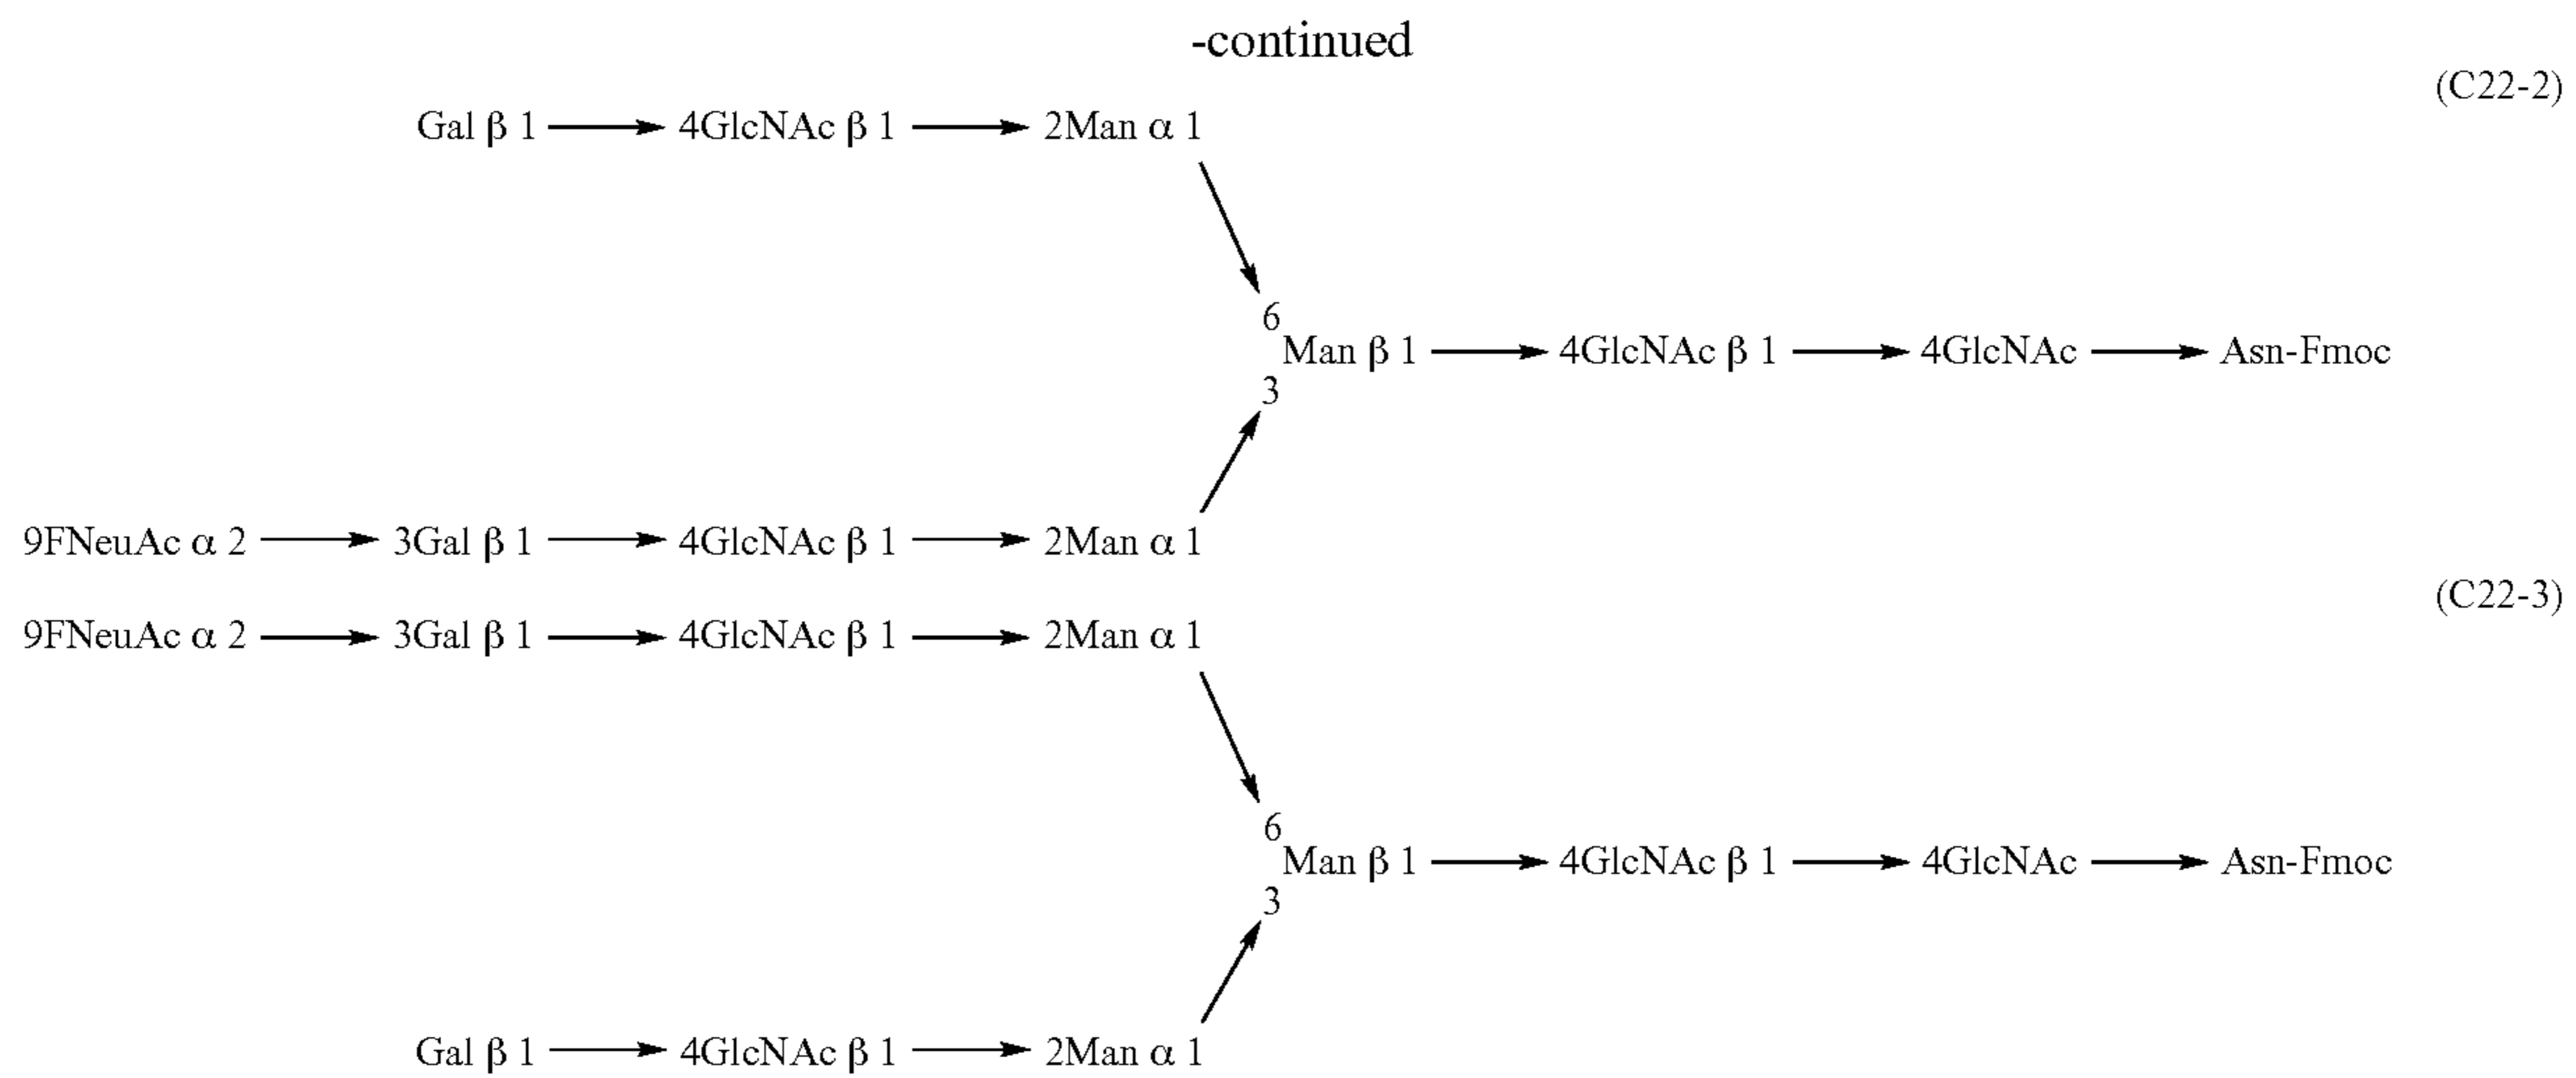 -continued
(C22-2)
Gal β 1 ⟶ 4GlcNAc β 1 ⟶ 2Man α 1
6
Man β 1 ⟶ 4GlcNAc β 1 ⟶ 4GlcNAc ⟶ Asn-Fmoc
3
9FNeuAc α 2 ⟶ 3Gal β 1 ⟶ 4GlcNAc β 1 ⟶ 2Man α 1
(C22-3)
9FNeuAc α 2 ⟶ 3Gal β 1 ⟶ 4GlcNAc β 1 ⟶ 2Man α 1
6
Man β 1 ⟶ 4GlcNAc β 1 ⟶ 4GlcNAc ⟶ Asn-Fmoc
3
Gal β 1 ⟶ 4GlcNAc β 1 ⟶ 2Man α 1